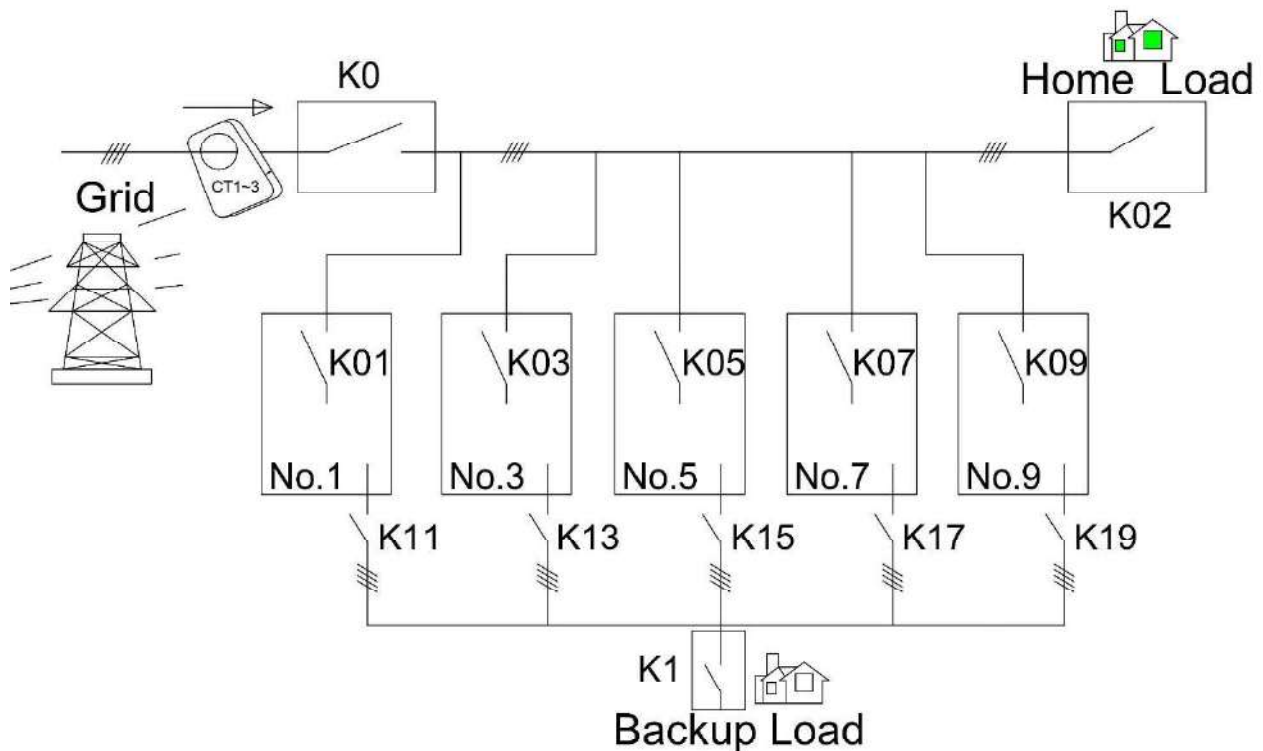 Home Load
K0
CT1~3
Grid
K02
K01
K03
K05
K07
K09
No.1
No.3
No.5
No.7
No.9
K11
K13
K15
K17
K19
K1
Backup Load